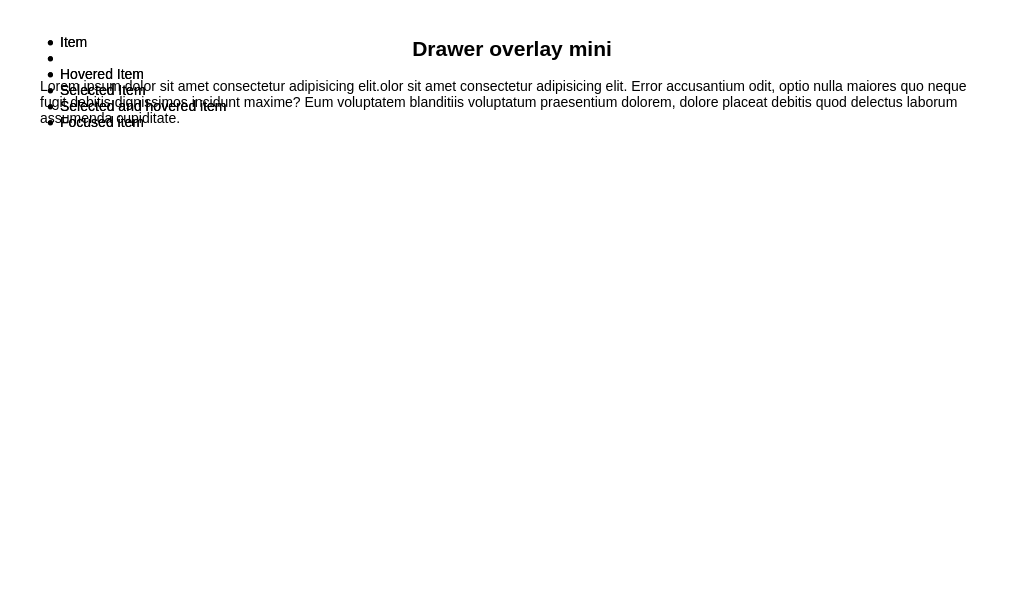 Drawer overlay mini
• Item
•
• Hovered Item
• Selected Item
• Selected and hovered Item
• Focused item
Lorem ipsum dolor sit amet consectetur adipisicing elit.olor sit amet consectetur adipisicing elit. Error accusantium odit, optio nulla maiores quo neque
fugit debitis dignissimos incidunt maxime? Eum voluptatem blanditiis voluptatum praesentium dolorem, dolore placeat debitis quod delectus laborum
assumenda cupiditate.